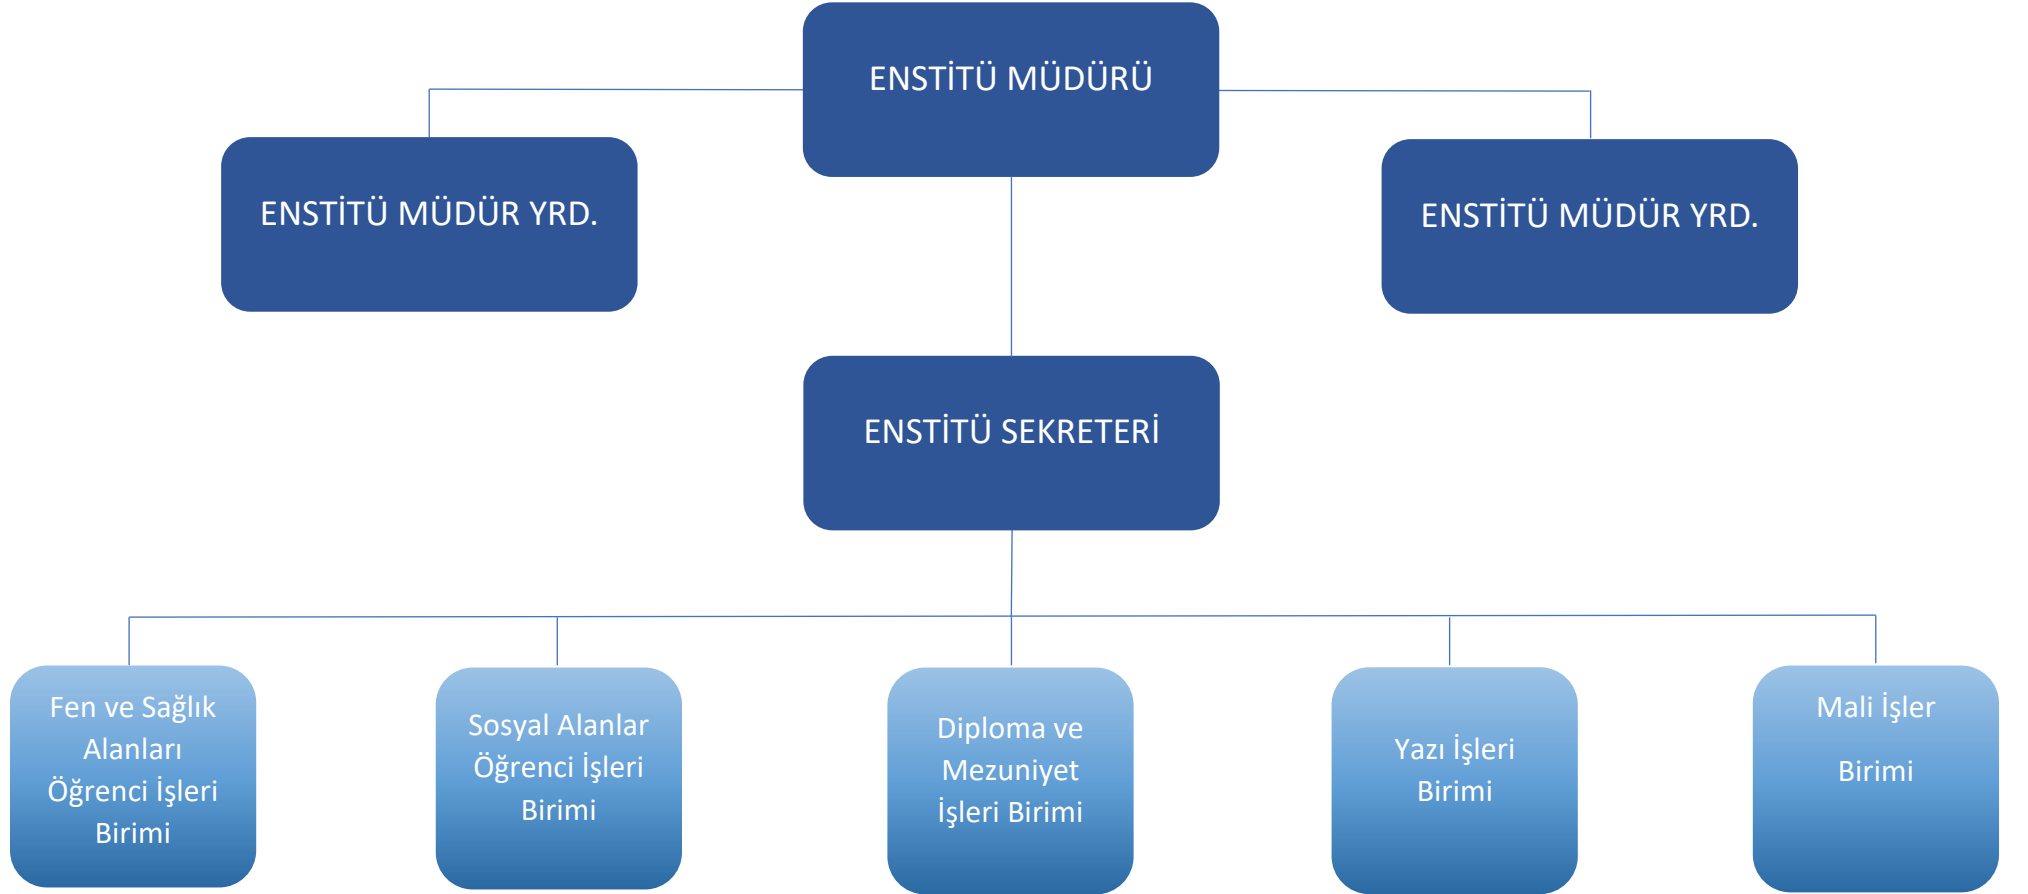 ENSTİTÜ MÜDÜRÜ
ENSTİTÜ MÜDÜR YRD.
ENSTİTÜ MÜDÜR YRD.
ENSTİTÜ SEKRETERİ
Fen ve Sağlık
Alanları
Öğrenci İşleri
Birimi
Sosyal Alanlar
Öğrenci İşleri
Birimi
Diploma ve
Mezuniyet
İşleri Birimi
Yazı İşleri
Birimi
Mali İşler
Birimi